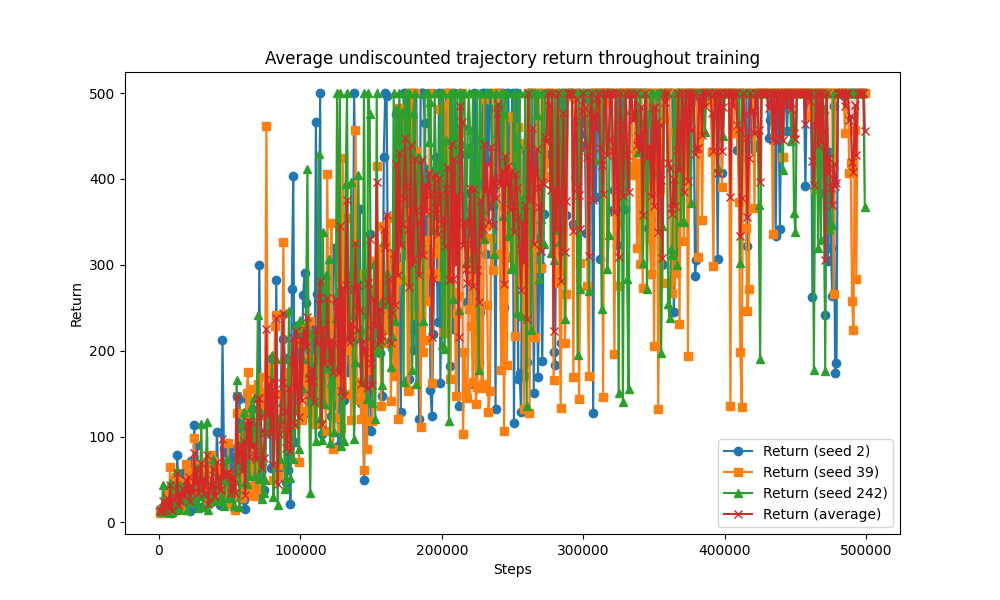 Average undiscounted trajectory return throughout training
500
400
300
200
100
0
Return
0 100000 200000 300000 400000 500000
Steps
Return (seed 2)
Return (seed 39)
Return (seed 242)
Return (average)